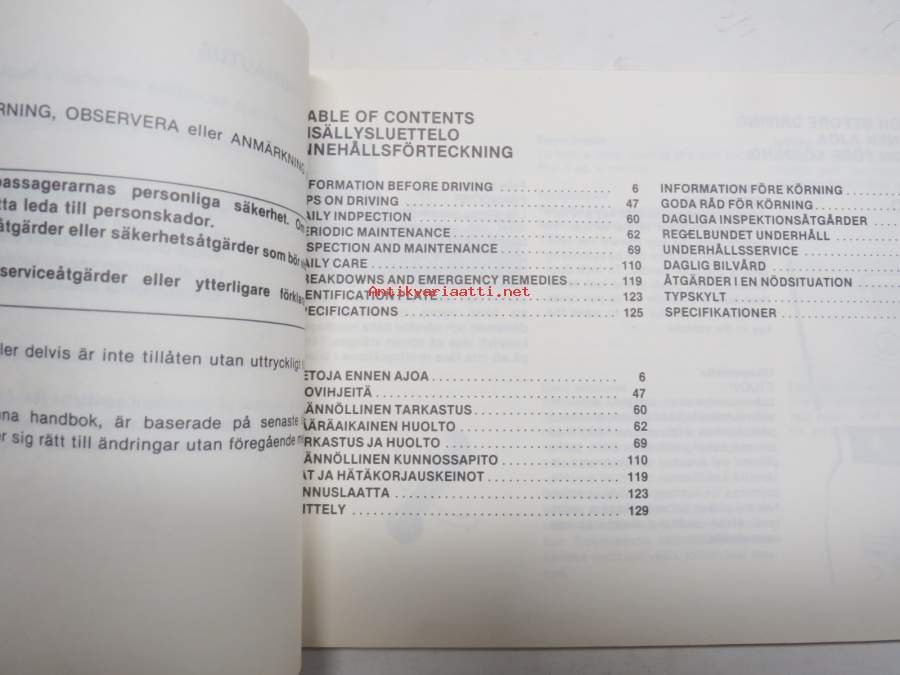 RNING, OBSERVERA eller ANMÄRKNING
passagerarnas personliga säkerhet. Om
tta leda till personskador.
åtgärder eller säkerhetsåtgärder som bör
serviceåtgärder eller ytterligare förkla
ler delvis är inte tillåten utan uttryckligt
nna handbok, är baserade på senaste
er sig rätt till ändringar utan föregående
ABLE OF CONTENTS
ISÄLLYSLUETTELO
NNEHÅLLSFÖRTECKNING
FORMATION BEFORE DRIVING 6
PS ON DRIVING 47
AILY INDPECTION 60
ERIODIC MAINTENANCE 62
SPECTION AND MAINTENANCE 69
AILY CARE 110
REAKDOWNS AND EMERGENCY REMEDIES 119
ENTIFICATION PLATE 123
PECIFICATIONS 125
ETOJA ENNEN AJOA 6
OVIHJEITÄ 47
ÄNNÖLLINEN TARKASTUS 60
ÄÄRÄAIKAINEN HUOLTO 62
RKASTUS JA HUOLTO 69
ÄNNÖLLINEN KUNNOSSAPITO 110
AT JA HÄTÄKORJAUSKEINOT 119
NNUSLAATTA 123
ITTELY 129
INFORMATION FÖRE KÖRNING
GODA RÅD FÖR KÖRNING
DAGLIGA INSPEKTIONSÅTGÄRDER
REGELBUNDET UNDERHÅLL
UNDERHÅLLSSERVICE
DAGLIG BILVÅRD
ÅTGÄRDER I EN NÖDSITUATION
TYPSKYLT
SPECIFIKATIONER
Antikvariaatti.net